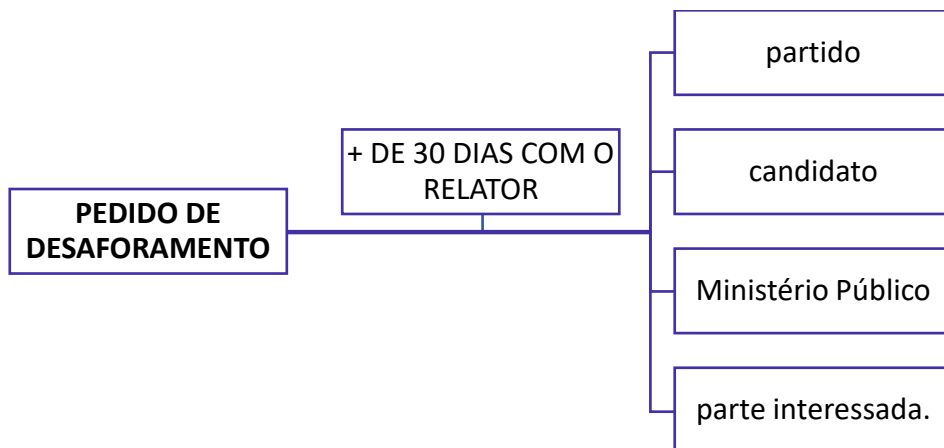 PEDIDO DE
DESAFORAMENTO
+ DE 30 DIAS COM O
RELATOR
partido
candidato
Ministério Público
parte interessada.